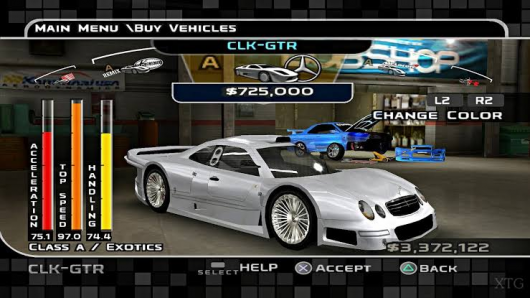 Main Menu \Buy Vehicles
CLK-GTR
A
REMIX
$725,000
L2 R2
Change Color
ACCELERATION
TOP SPEED
HANDLING
75.1 97.0 74.4
Class A // Exotics
$3,372,122
CLK-GTR
SELECT Help
Accept
Back
XTG